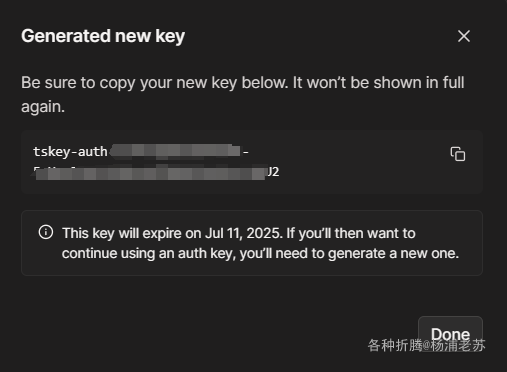 Generated new key
Be sure to copy your new key below. It won't be shown in full
again.
tskey-auth
-
J2
This key will expire on Jul 11, 2025. If you'll then want to
continue using an auth key, you'll need to generate a new one.
Done
各种折腾@杨浦老苏